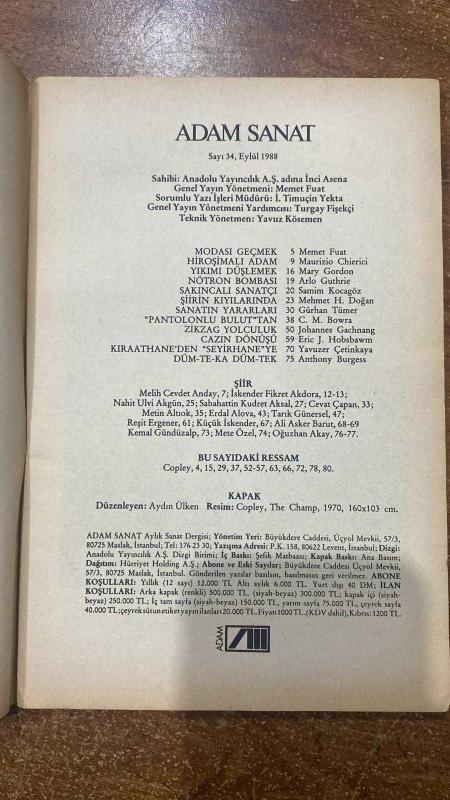 ADAM SANAT
Sayı 34, Eylül 1988
Sahibi: Anadolu Yayıncılık A.Ş. adına İnci Asena
Genel Yayın Yönetmeni: Memet Fuat
Sorumlu Yazı İşleri Müdürü: İ. Timuçin Yekta
Genel Yayın Yönetmeni Yardımcısı: Turgay Fişekçi
Teknik Yönetmen: Yavuz Kösemen
MODASI GEÇMEK 5 Memet Fuat
HİROŞİMALI ADAM 9 Maurizio Chierici
YIKIMI DÜŞLEMEK 16 Mary Gordon
NÖTRON BOMBASI 19 Arlo Guthrie
SAKINCALI SANATÇI 20 Samim Kocagöz
ŞİİRİN KIYILARINDA 23 Mehmet H. Doğan
SANATIN YARARLARI 30 Gürhan Tümer
"PANTOLONLU BULUT"TAN 38 C. M. Bowra
ZİKZAG YOLCULUK 50 Johannes Gachnang
CAZIN DÖNÜŞÜ 59 Eric J. Hobsbawm
KIRAATHANE'DEN "SEYİRHANE"YE 70 Yavuzer Çetinkaya
DÜM-TE-KA DÜM-TEK 75 Anthony Burgess
ŞİİR
Melih Cevdet Anday, 7; İskender Fikret Akdora, 12-13;
Nahit Ulvi Akgün, 25; Sabahattin Kudret Aksal, 27; Cevat Çapan, 33;
Metin Altıok, 35; Erdal Alova, 43; Tarık Günersel, 47;
Reşit Ergener, 61; Küçük İskender, 67; Ali Asker Barut, 68-69
Kemal Gündüzalp, 73; Mete Özel, 74; Oğuzhan Akay, 76-77.
BU SAYIDAKİ RESSAM
Copley, 4, 15, 29, 37, 52-57, 63, 66, 72, 78, 80.
KAPAK
Düzenleyen: Aydın Ülken Resim: Copley, The Champ, 1970, 160x103 cm.
ADAM SANAT Aylık Sanat Dergisi; Yönetim Yeri: Büyükdere Caddesi, Üçyol Mevkii, 57/3,
80725 Maslak, İstanbul; Tel: 176 23 30; Yazışma Adresi: P.K. 158, 80622 Levent, İstanbul; Dizgi:
Anadolu Yayıncılık A.Ş. Dizgi Birimi; İç Baskı: Şefik Matbaası; Kapak Baskı: Ana Basım;
Dağıtım: Hürriyet Holding A.Ş.; Abone ve Eski Sayılar; Büyükdere Caddesi Üçyol Mevkii,
57/3, 80725 Maslak, İstanbul. Gönderilen yazılar basılsın, basılmasın geri verilmez. ABONE
KOŞULLARI: Yıllık (12 sayı) 12.000 TL. Altı aylık 6.000 TL. Yurt dışı 40 DM; İLAN
KOŞULLARI: Arka kapak (renkli) 500.000 TL. (siyah-beyaz) 300.000 TL; kapak içi (siyah-
beyaz) 250.000 TL; İç tam sayfa (siyah-beyaz) 150.000 TL, yarım sayfa 75.000 TL, çeyrek sayfa
40.000 TL.;çeyrek sütun etiket yayın ilanları 20.000 TL. Fiyatı 1000 TL. (KDV dahil), Kıbrıs: 1200 TL.
ADAM